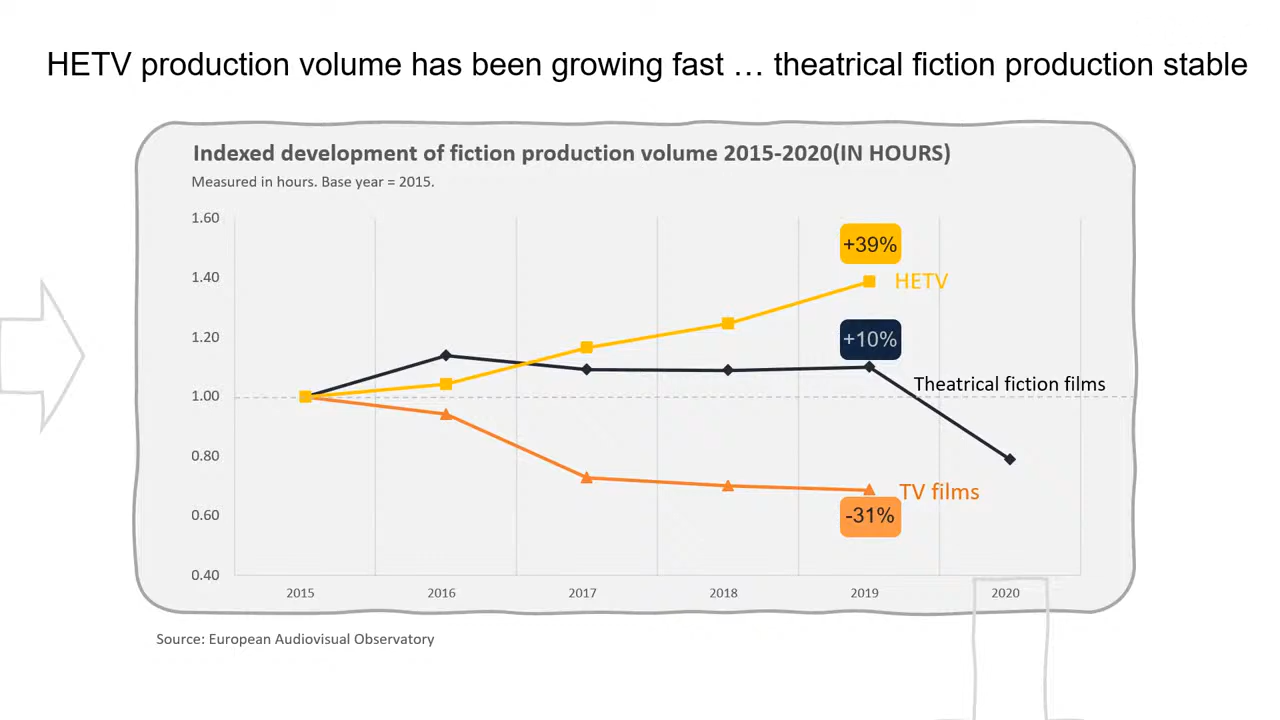 HETV production volume has been growing fast … theatrical fiction production stable
Indexed development of fiction production volume 2015-2020(IN HOURS)
Measured in hours. Base year = 2015.
1.60
+39%
1.40
HETV
1.20
+10%
Theatrical fiction films
1.00
0.80
TV films
0.60
-31%
0.40
2015 2016 2017 2018 2019 2020
Source: European Audiovisual Observatory